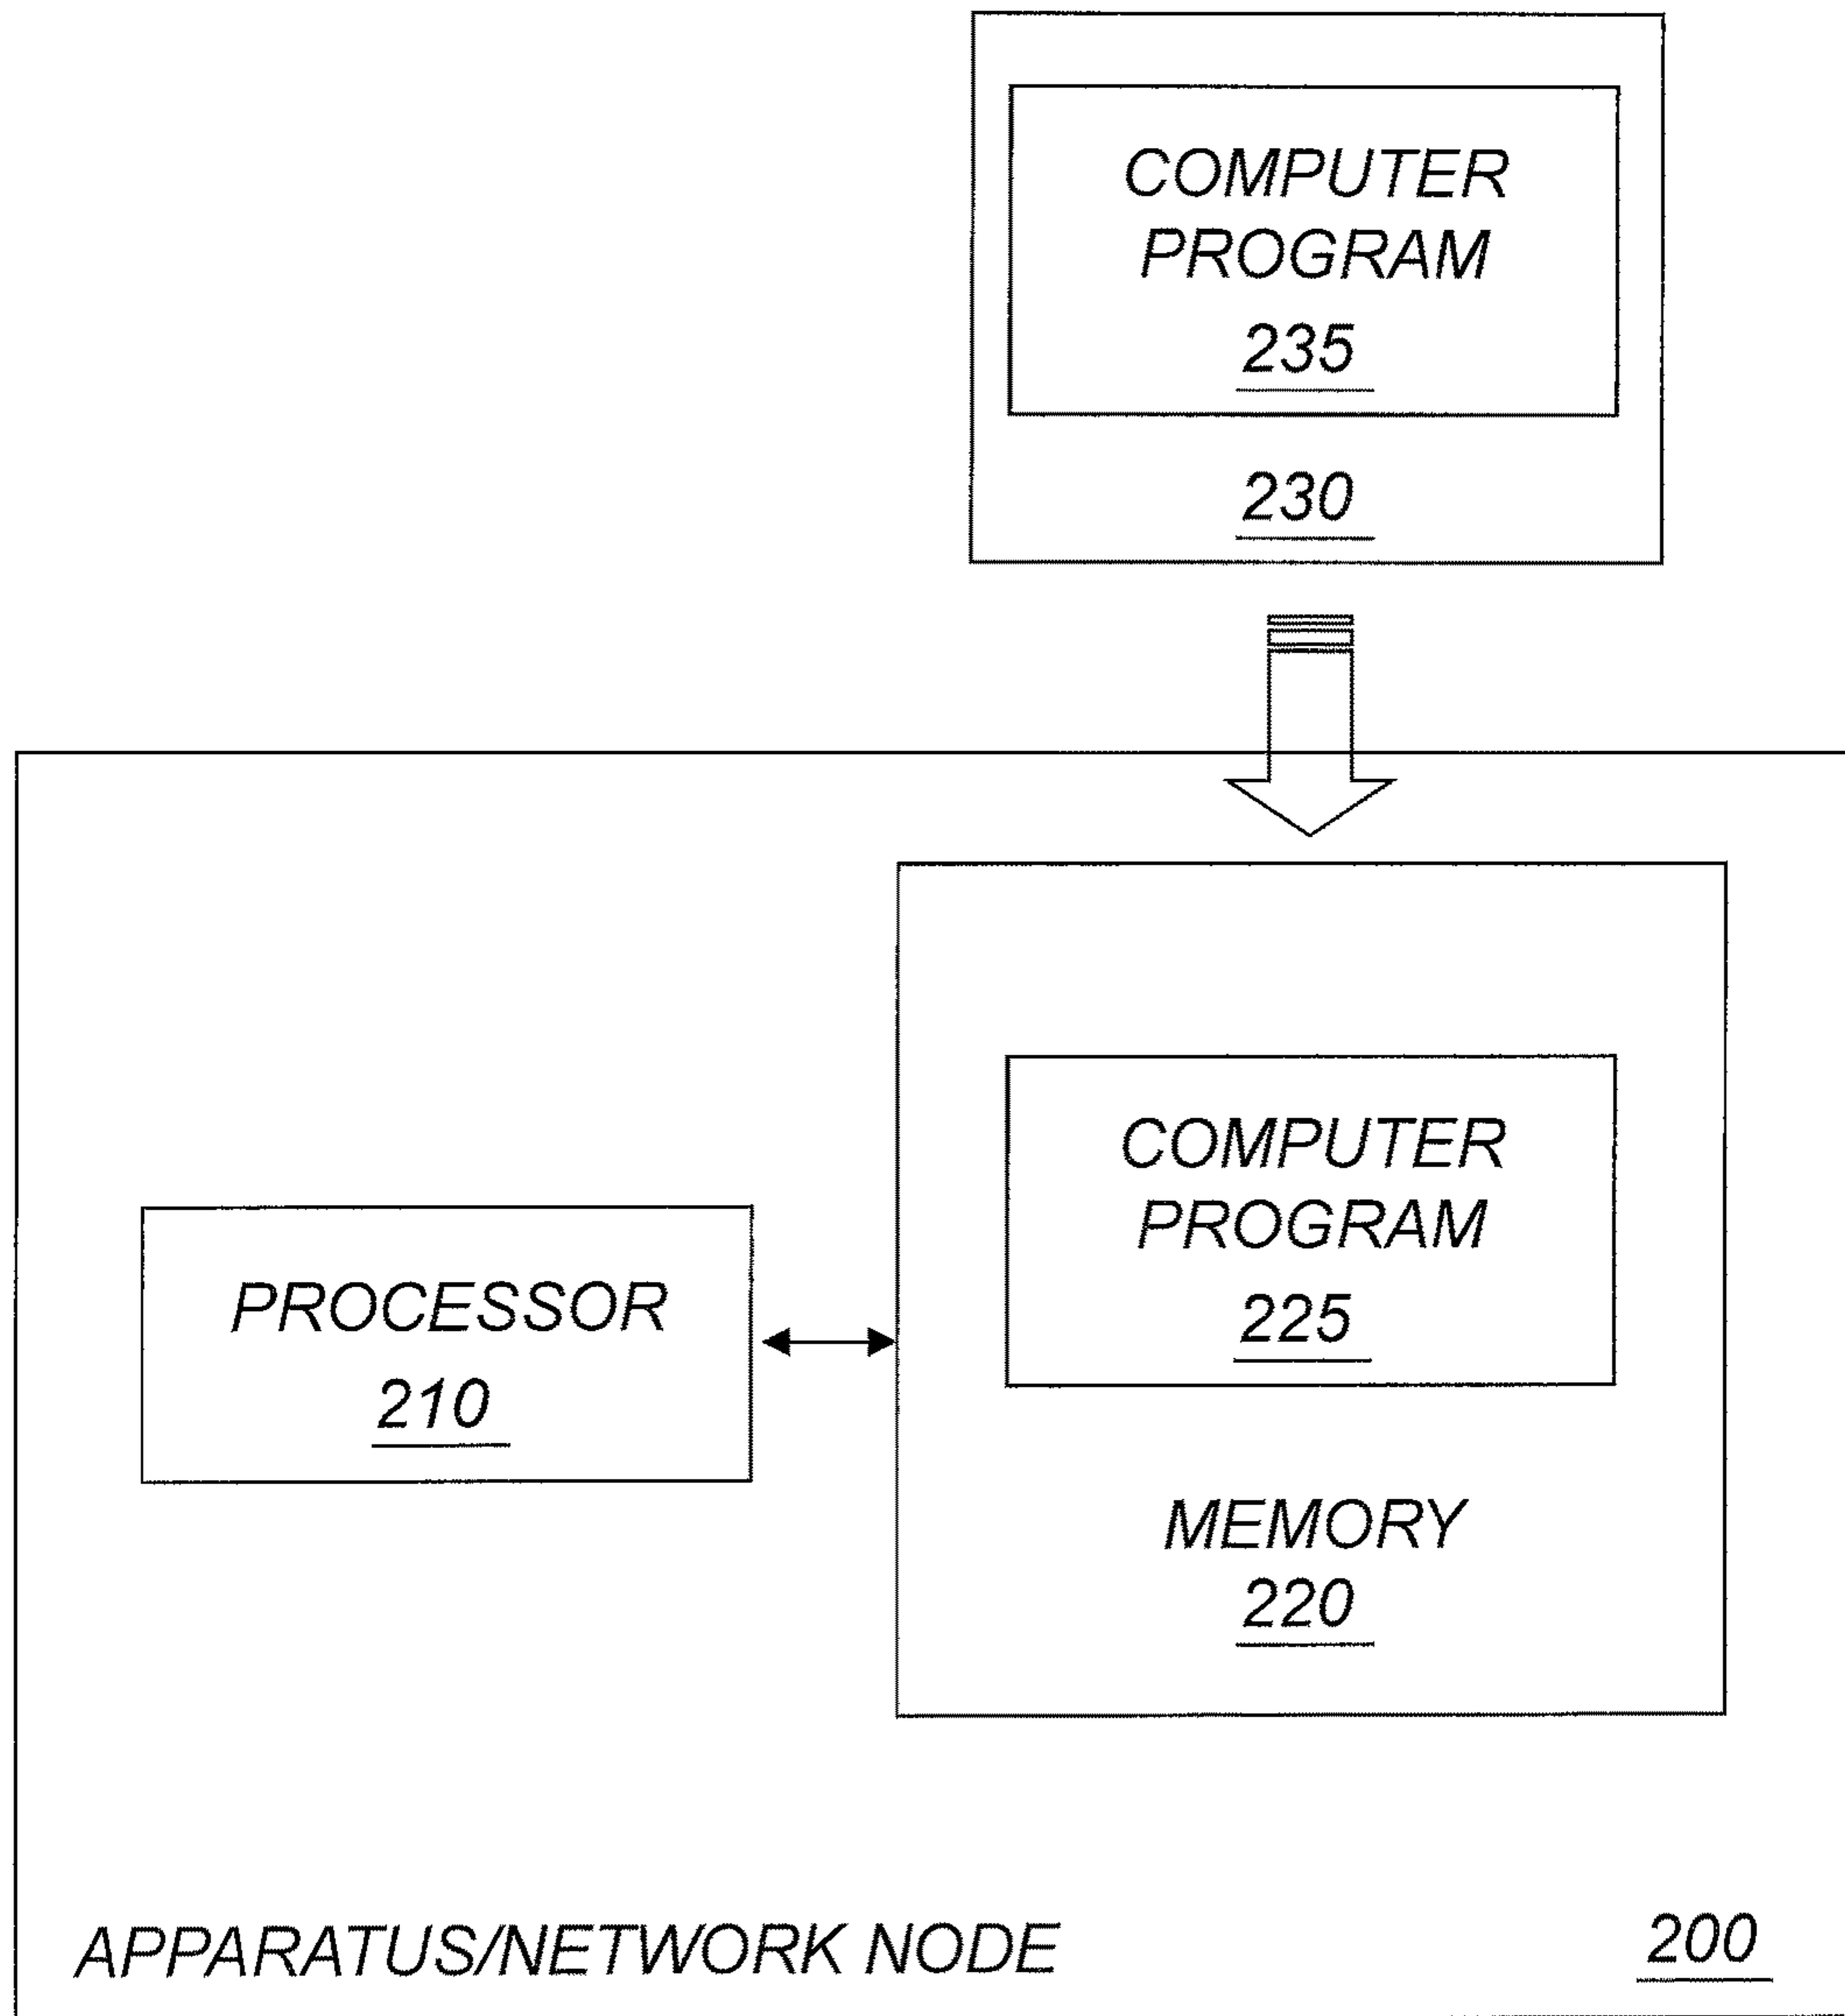 COMPUTER
PROGRAM
235
230
COMPUTER
PROGRAM
225
PROCESSOR
210
MEMORY
220
APPARATUS/NETWORK NODE
200